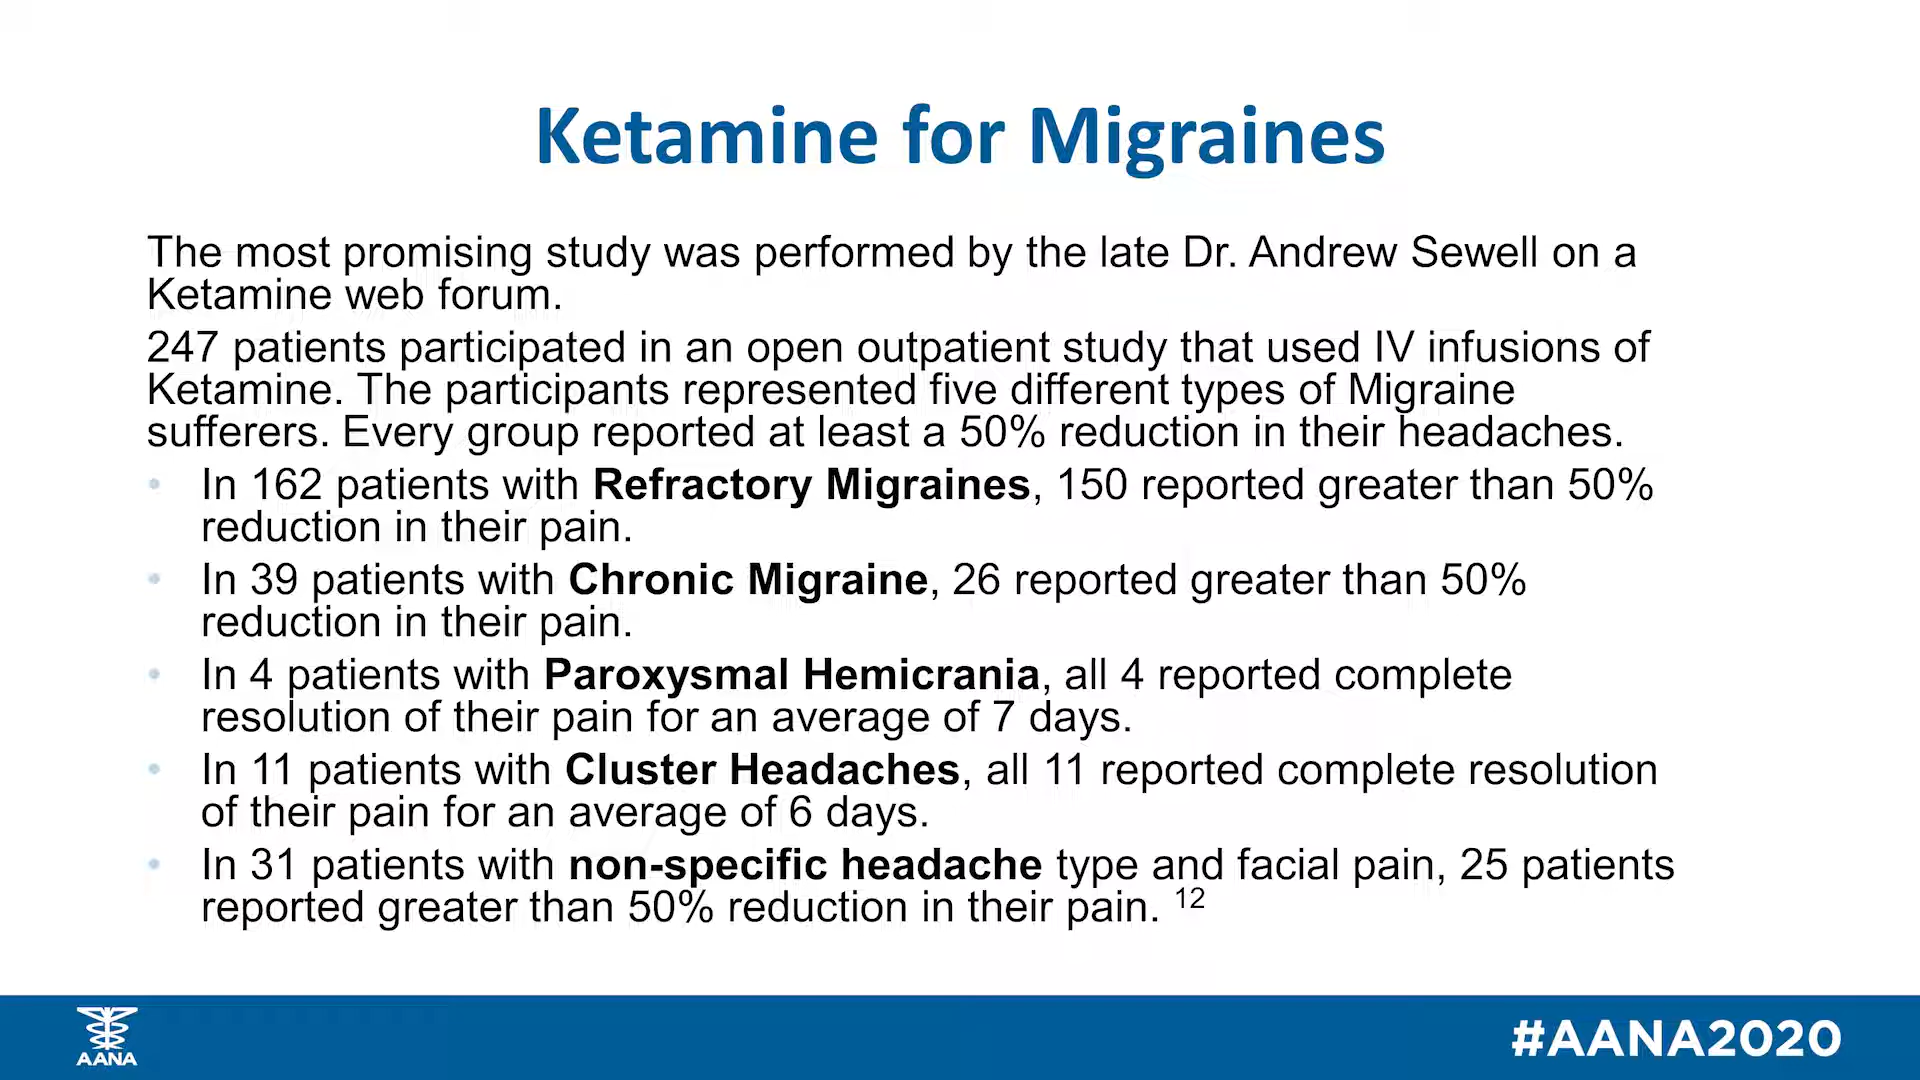 Ketamine for Migraines
The most promising study was performed by the late Dr. Andrew Sewell on a
Ketamine web forum.
247 patients participated in an open outpatient study that used IV infusions of
Ketamine. The participants represented five different types of Migraine
sufferers. Every group reported at least a 50% reduction in their headaches.
• In 162 patients with Refractory Migraines, 150 reported greater than 50%
reduction in their pain.
• In 39 patients with Chronic Migraine, 26 reported greater than 50%
reduction in their pain.
• In 4 patients with Paroxysmal Hemicrania, all 4 reported complete
resolution of their pain for an average of 7 days.
• In 11 patients with Cluster Headaches, all 11 reported complete resolution
of their pain for an average of 6 days.
• In 31 patients with non-specific headache type and facial pain, 25 patients
reported greater than 50% reduction in their pain. 12
AANA
#AANA2020